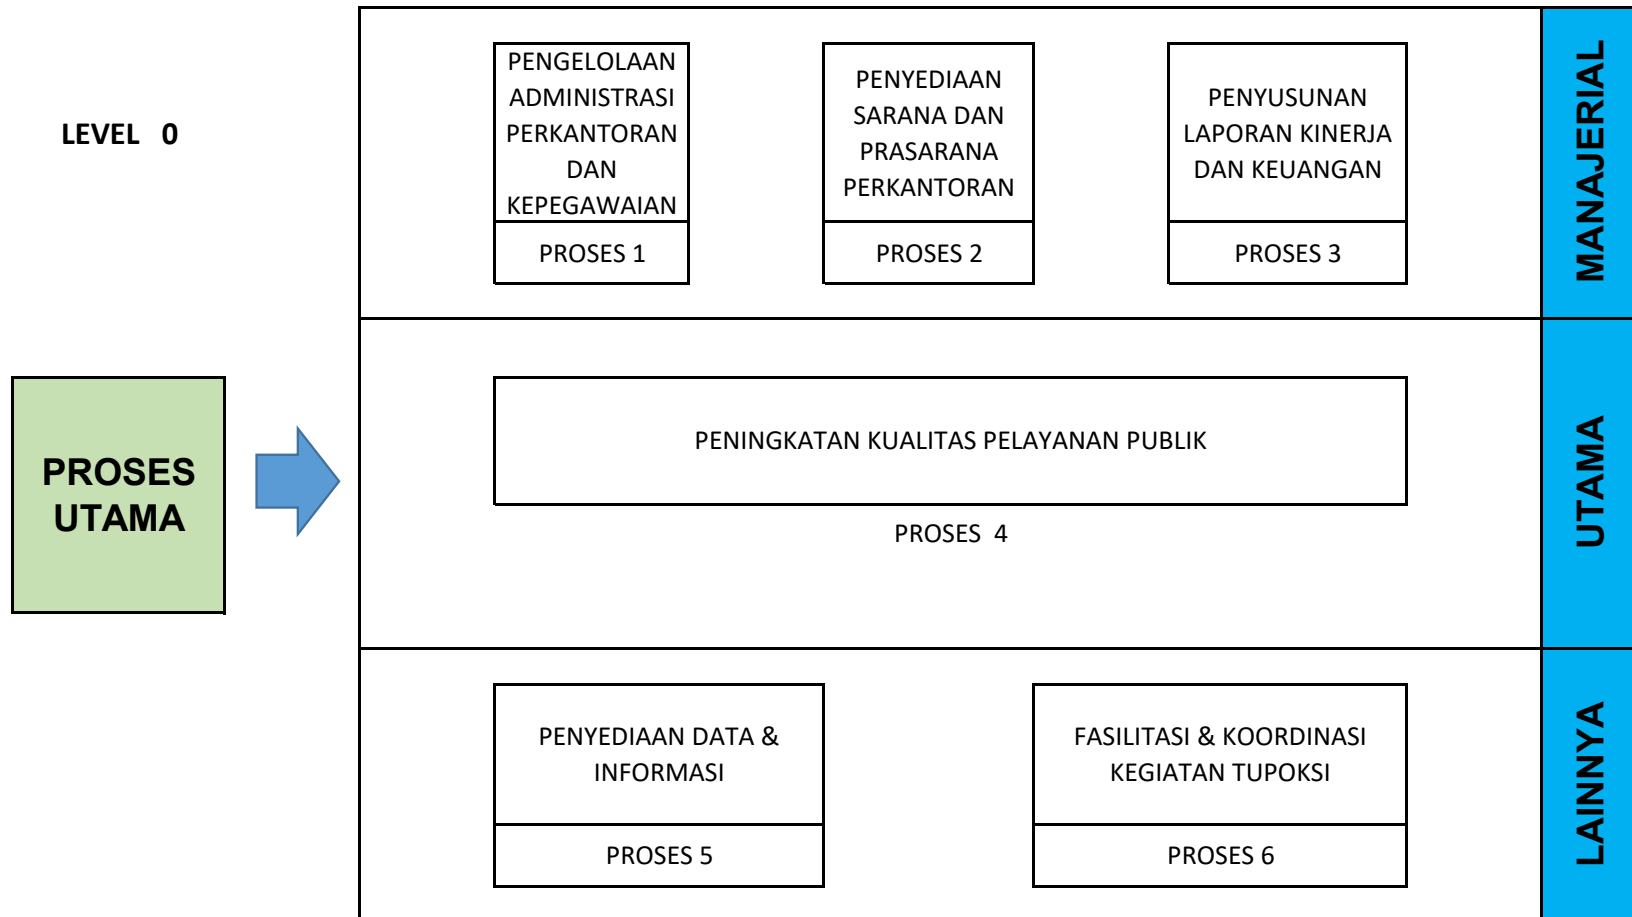 LEVEL 0
PENGELOLAAN
ADMINISTRASI
PERKANTORAN
DAN
KEPEGAWAIAN
PROSES 1
PENYEDIAAN
SARANA DAN
PRASARANA
PERKANTORAN
PROSES 2
PENYUSUNAN
LAPORAN KINERJA
DAN KEUANGAN
PROSES 3
MANAJERIAL
PROSES
UTAMA
PENINGKATAN KUALITAS PELAYANAN PUBLIK
PROSES 4
UTAMA
PENYEDIAAN DATA &
INFORMASI
PROSES 5
FASILITASI & KOORDINASI
KEGIATAN TUPOKSI
PROSES 6
LAINNYA